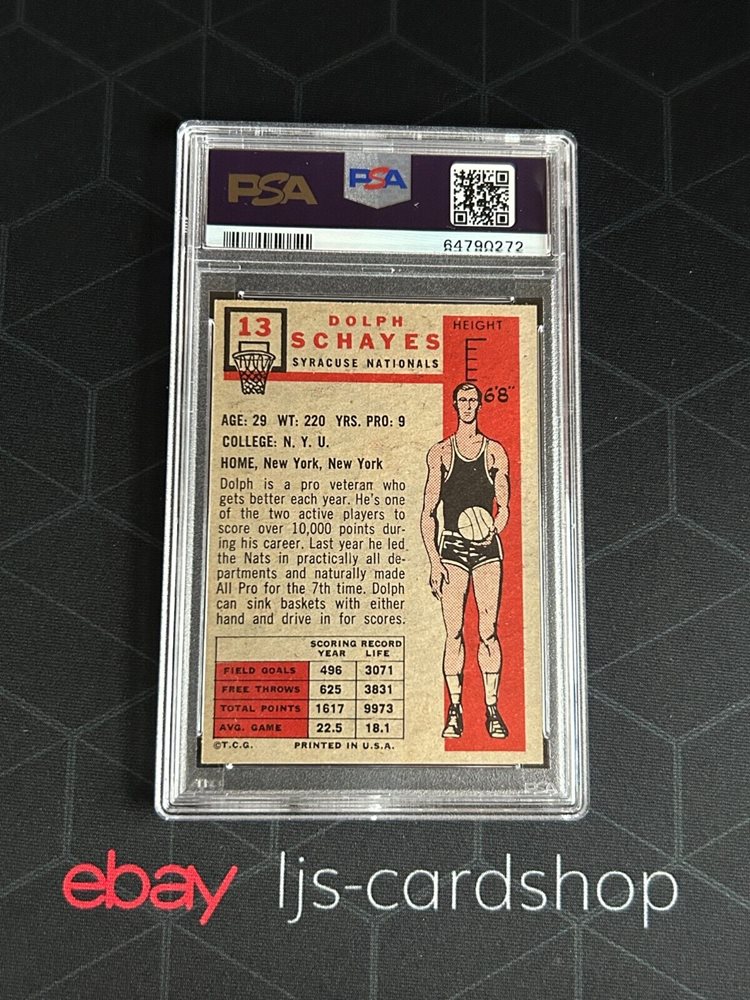 PSA
PSA
64790272
13
DOLPH
SCHAYES
SYRACUSE NATIONALS
HEIGHT
6'8"
AGE: 29 WT: 220 YRS. PRO: 9
COLLEGE: N. Y. U.
HOME, New York, New York
Dolph is a pro veteran who
gets better each year. He's one
of the two active players to
score over 10,000 points dur-
ing his career. Last year he led
the Nats in practically all de-
partments and naturally made
All Pro for the 7th time. Dolph
can sink baskets with either
hand and drive in for scores.
SCORING RECORD
YEAR LIFE
FIELD GOALS 496 3071
FREE THROWS 625 3831
TOTAL POINTS 1617 9973
AVG. GAME 22.5 18.1
©T.C.G. PRINTED IN U.S.A.
PSA
ebay ljs-cardshop